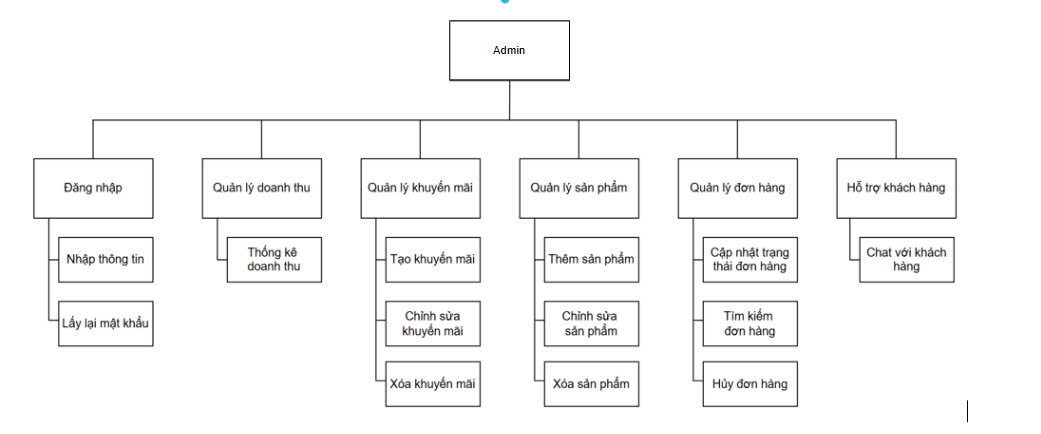 Admin
Đăng nhập
Quản lý doanh thu
Quản lý khuyến mãi
Quản lý sản phẩm
Quản lý đơn hàng
Hỗ trợ khách hàng
Nhập thông tin
Lấy lại mật khẩu
Thống kê
doanh thu
Tạo khuyến mãi
Chỉnh sửa
khuyến mãi
Xóa khuyến mãi
Thêm sản phẩm
Chỉnh sửa
sản phẩm
Xóa sản phẩm
Cập nhật trạng
thái đơn hàng
Tìm kiếm
đơn hàng
Hủy đơn hàng
Chat với khách
hàng